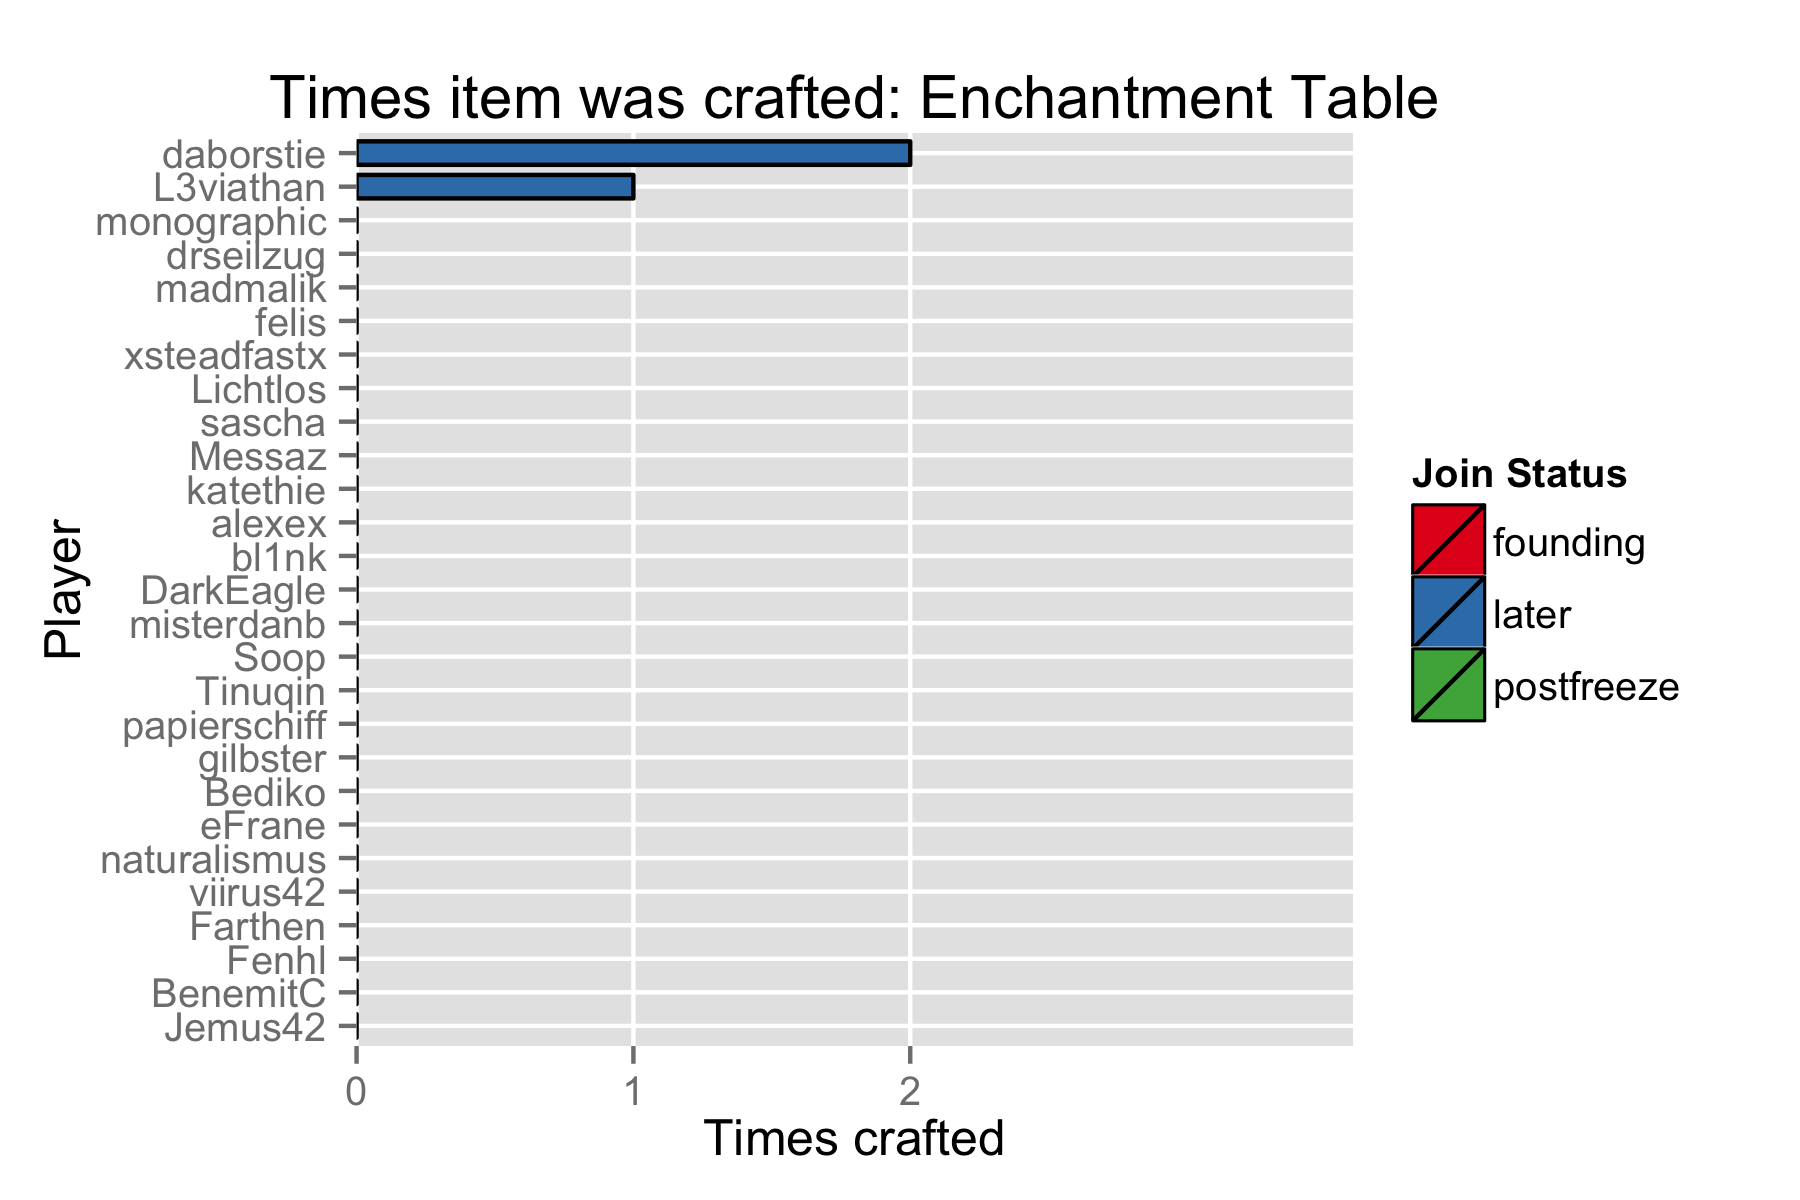 Times item was crafted: Enchantment Table
daborstie
L3viathan
monographic
drseilzug
madmalik
felis
xsteadfastx
Lichtlos
sascha
Messaz
katethie
alexex
bl1nk
DarkEagle
misterdanb
Soop
Tinuqin
papierschiff
gilbster
Bediko
eFrane
naturalismus
viirus42
Farthen
Fenhl
BenemitC
Jemus42
Player
0 1 2
Times crafted
Join Status
founding
later
postfreeze